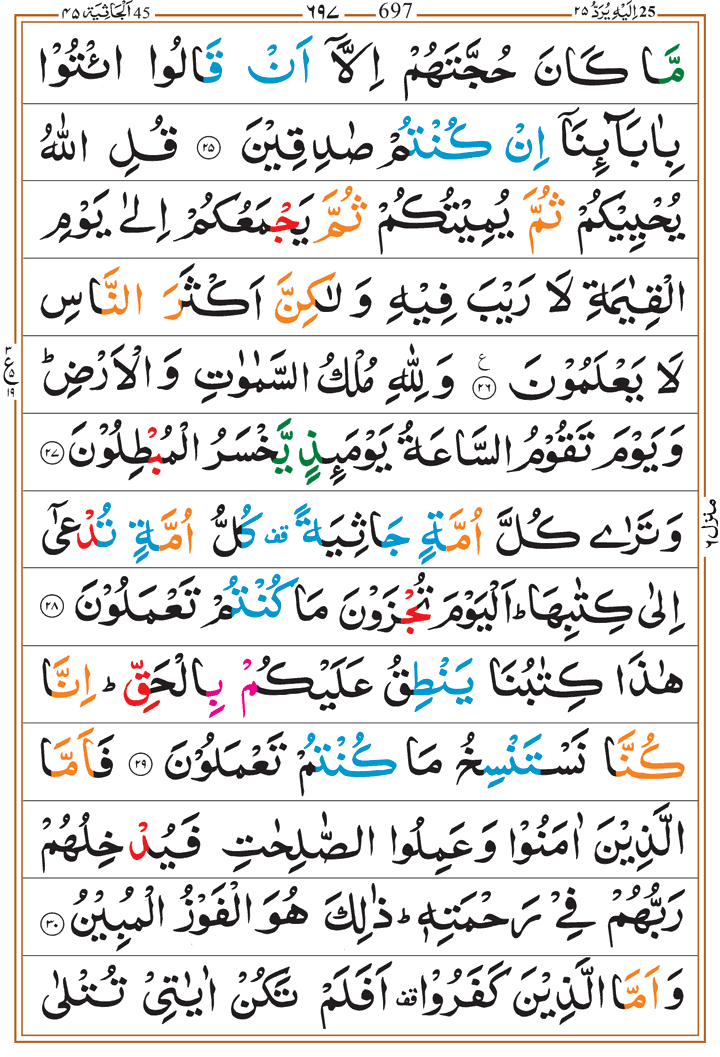 45 اَلْجَاثِيَة ٤٥ ٦٩٧ 697 25 اِلَيْهِ يُرَدُّ ٢٥
مَّا كَانَ حُجَّتَهُمْ اِلَّاۤ اَنْ قَالُوا ائْتُوْا
بِاٰبَآئِنَاۤ اِنْ كُنْتُمْ صٰدِقِيْنَ ۝٢٥ قُلِ اللّٰهُ
يُحْيِيْكُمْ ثُمَّ يُمِيْتُكُمْ ثُمَّ يَجْمَعُكُمْ اِلٰى يَوْمِ
الْقِيٰمَةِ لَا رَيْبَ فِيْهِ وَ لٰكِنَّ اَكْثَرَ النَّاسِ
لَا يَعْلَمُوْنَ ۝٢٦ ع وَ لِلّٰهِ مُلْكُ السَّمٰوٰتِ وَ الْاَرْضِ ؕ
٣ ع ٥ ١٩
وَ يَوْمَ تَقُوْمُ السَّاعَةُ يَوْمَئِذٍ يَّخْسَرُ الْمُبْطِلُوْنَ ۝٢٧
وَ تَرٰى كُلَّ اُمَّةٍ جَاثِيَةً قف كُلُّ اُمَّةٍ تُدْعٰۤى
منزل ٦
اِلٰى كِتٰبِهَا ؕ اَلْيَوْمَ تُجْزَوْنَ مَا كُنْتُمْ تَعْمَلُوْنَ ۝٢٨
هٰذَا كِتٰبُنَا يَنْطِقُ عَلَيْكُمْ بِالْحَقِّ ؕ اِنَّا
كُنَّا نَسْتَنْسِخُ مَا كُنْتُمْ تَعْمَلُوْنَ ۝٢٩ فَاَمَّا
الَّذِيْنَ اٰمَنُوْا وَ عَمِلُوا الصّٰلِحٰتِ فَيُدْخِلُهُمْ
رَبُّهُمْ فِيْ رَحْمَتِهٖ ؕ ذٰلِكَ هُوَ الْفَوْزُ الْمُبِيْنُ ۝٣٠
وَ اَمَّا الَّذِيْنَ كَفَرُوْا قف اَفَلَمْ تَكُنْ اٰيٰتِيْ تُتْلٰى